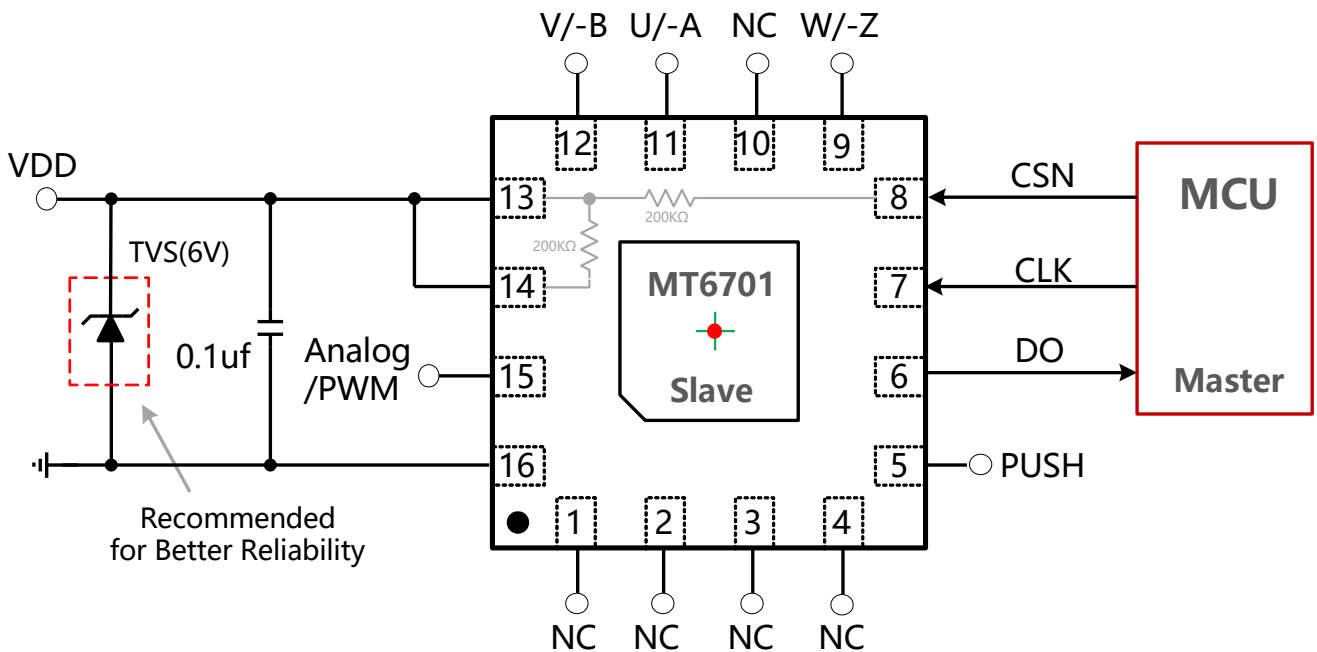 V/-B
U/-A
NC
W/-Z
12
11
10
9
VDD
13
200KΩ
8
CSN
MCU
TVS(6V)
200KΩ
14
MT6701
7
CLK
0.1uf
Analog
/PWM
15
Slave
6
DO
Master
16
5
PUSH
Recommended
for Better Reliability
1
2
3
4
NC
NC
NC
NC